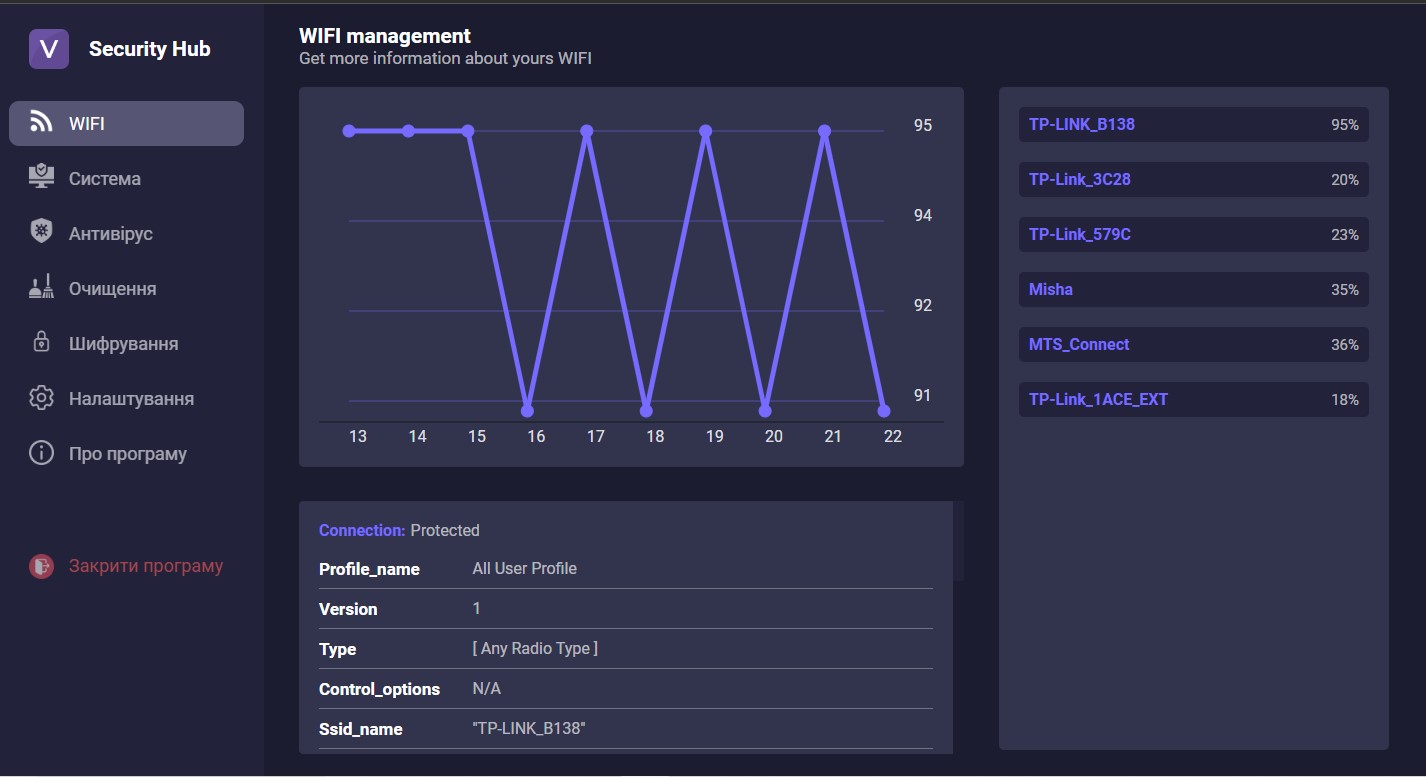 V
Security Hub
WIFI
Система
Антивірус
Очищення
Шифрування
Налаштування
Про програму
Закрити програму
WIFI management
Get more information about yours WIFI
95
94
92
91
13 14 15 16 17 18 19 20 21 22
Connection: Protected
Profile_name All User Profile
Version 1
Type [ Any Radio Type ]
Control_options N/A
Ssid_name "TP-LINK_B138"
TP-LINK_B138 95%
TP-Link_3C28 20%
TP-Link_579C 23%
Misha 35%
MTS_Connect 36%
TP-Link_1ACE_EXT 18%